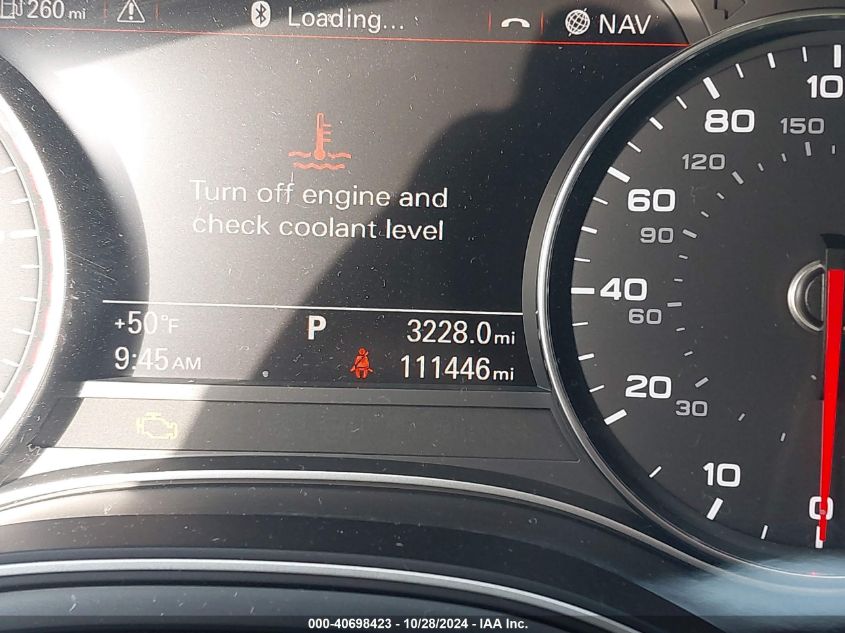 260 mi
Loading...
NAV
Turn off engine and
check coolant level
+50°F
P
3228.0 mi
9:45 AM
111446 mi
10
80
150
120
60
90
40
60
20
30
10
0
000-40698423 - 10/28/2024 - IAA Inc.